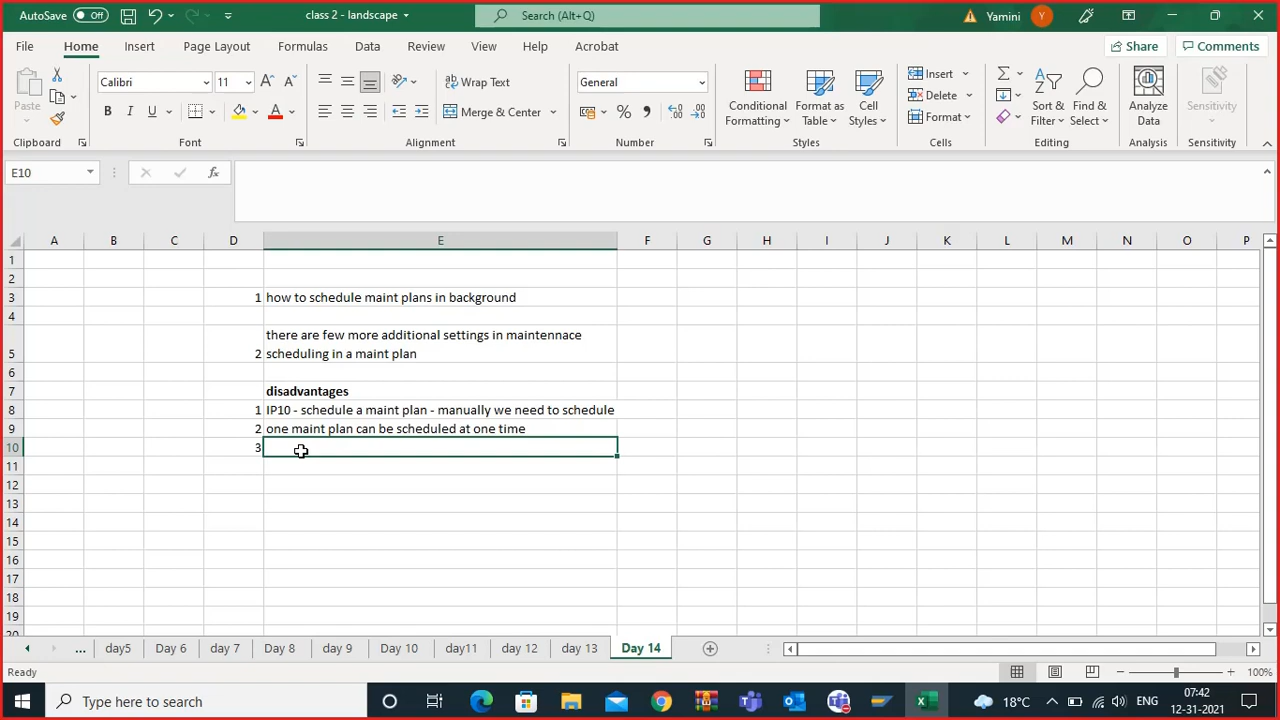 AutoSave Off class 2 - landscape Search (Alt+Q) Yamini Y
File Home Insert Page Layout Formulas Data Review View Help Acrobat Share Comments
Paste Calibri 11 A A Wrap Text General Conditional Formatting Format as Table Cell Styles Insert Delete Format Sort & Filter Find & Select Analyze Data Sensitivity
B I U A Merge & Center % 9
Clipboard Font Alignment Number Styles Cells Editing Analysis Sensitivity
E10 fx
A B C D E F G H I J K L M N O P
1
2
3 1 how to schedule maint plans in background
4
there are few more additional settings in maintennace
5 2 scheduling in a maint plan
6
7 disadvantages
8 1 IP10 - schedule a maint plan - manually we need to schedule
9 2 one maint plan can be scheduled at one time
10 3
11
12
13
14
15
16
17
18
19
20
... day5 Day 6 day 7 Day 8 day 9 Day 10 day11 day 12 day 13 Day 14
Ready 100%
Type here to search 18°C ENG 07:42
12-31-2021